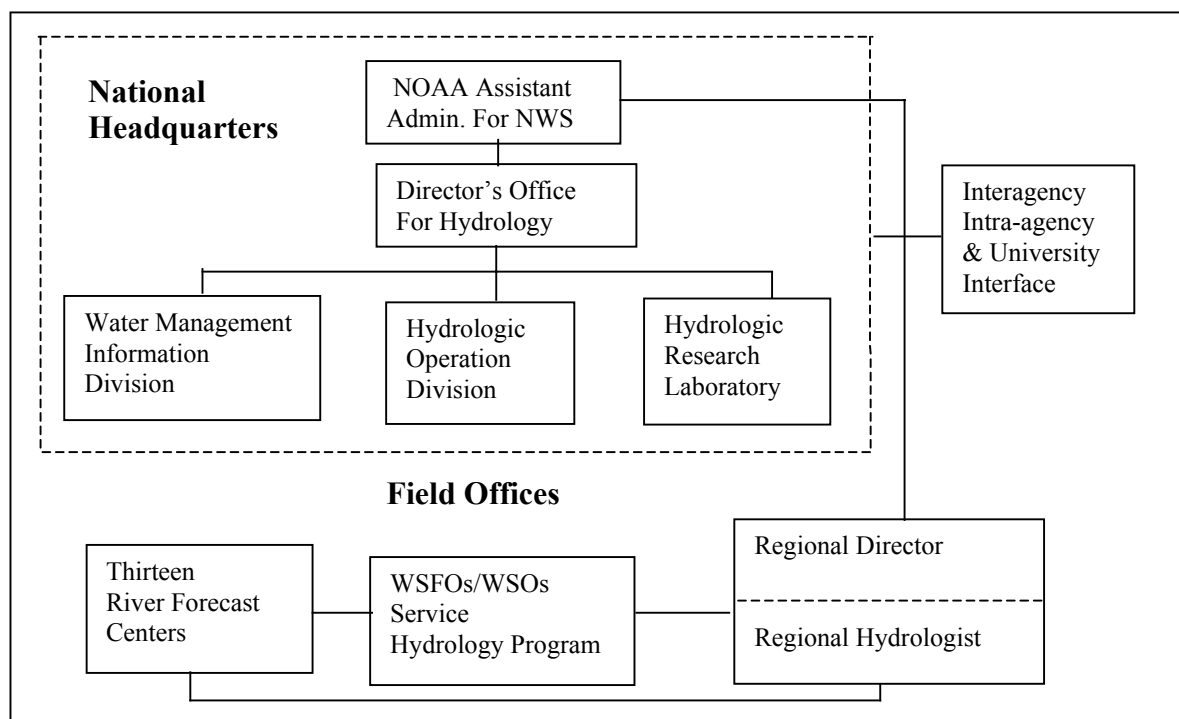 National
Headquarters
NOAA Assistant
Admin. For NWS
Director’s Office
For Hydrology
Interagency
Intra-agency
& University
Interface
Water Management
Information
Division
Hydrologic
Operation
Division
Hydrologic
Research
Laboratory
Field Offices
Thirteen
River Forecast
Centers
WSFOs/WSOs
Service
Hydrology Program
Regional Director
Regional Hydrologist